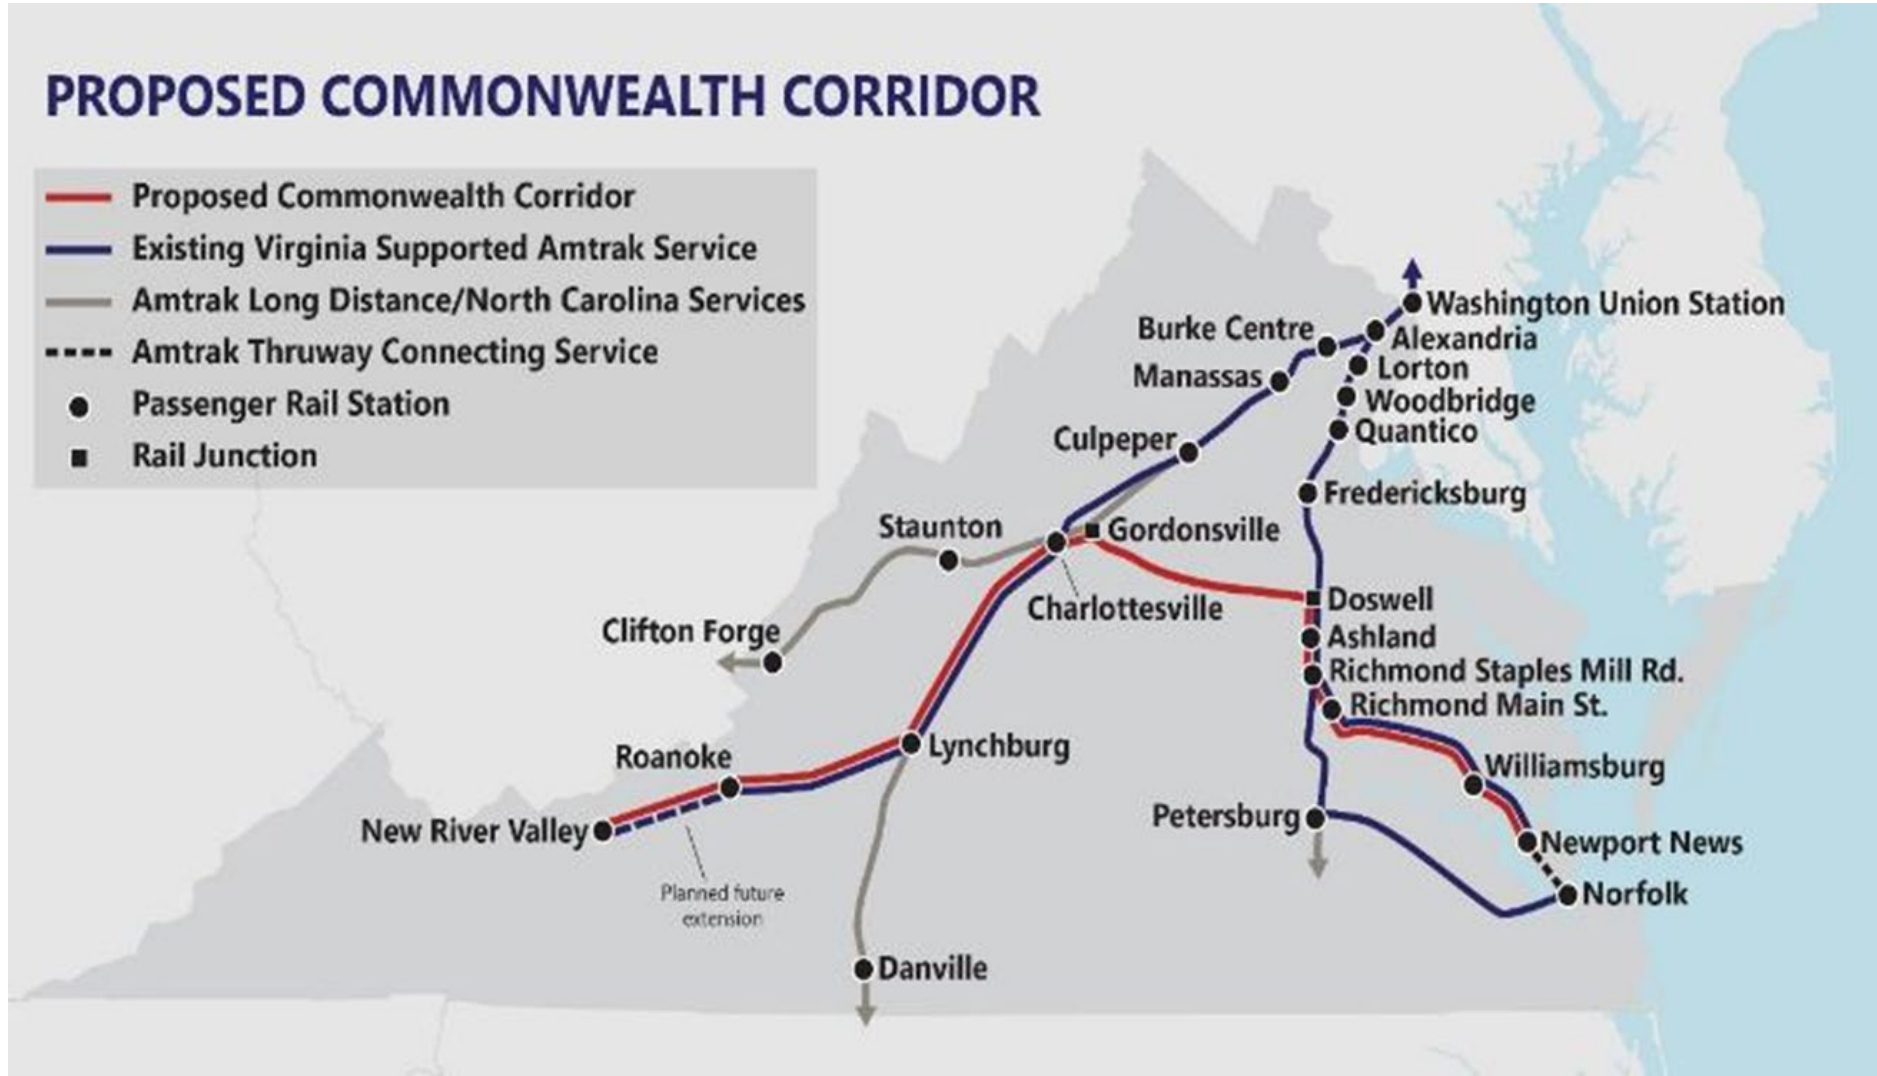 PROPOSED COMMONWEALTH CORRIDOR
Proposed Commonwealth Corridor
Existing Virginia Supported Amtrak Service
Amtrak Long Distance/North Carolina Services
Amtrak Thruway Connecting Service
Passenger Rail Station
Rail Junction
Washington Union Station
Burke Centre
Alexandria
Lorton
Manassas
Woodbridge
Quantico
Culpeper
Fredericksburg
Staunton
Gordonsville
Doswell
Charlottesville
Clifton Forge
Ashland
Richmond Staples Mill Rd.
Richmond Main St.
Roanoke
Lynchburg
Williamsburg
New River Valley
Petersburg
Newport News
Planned future
extension
Norfolk
Danville